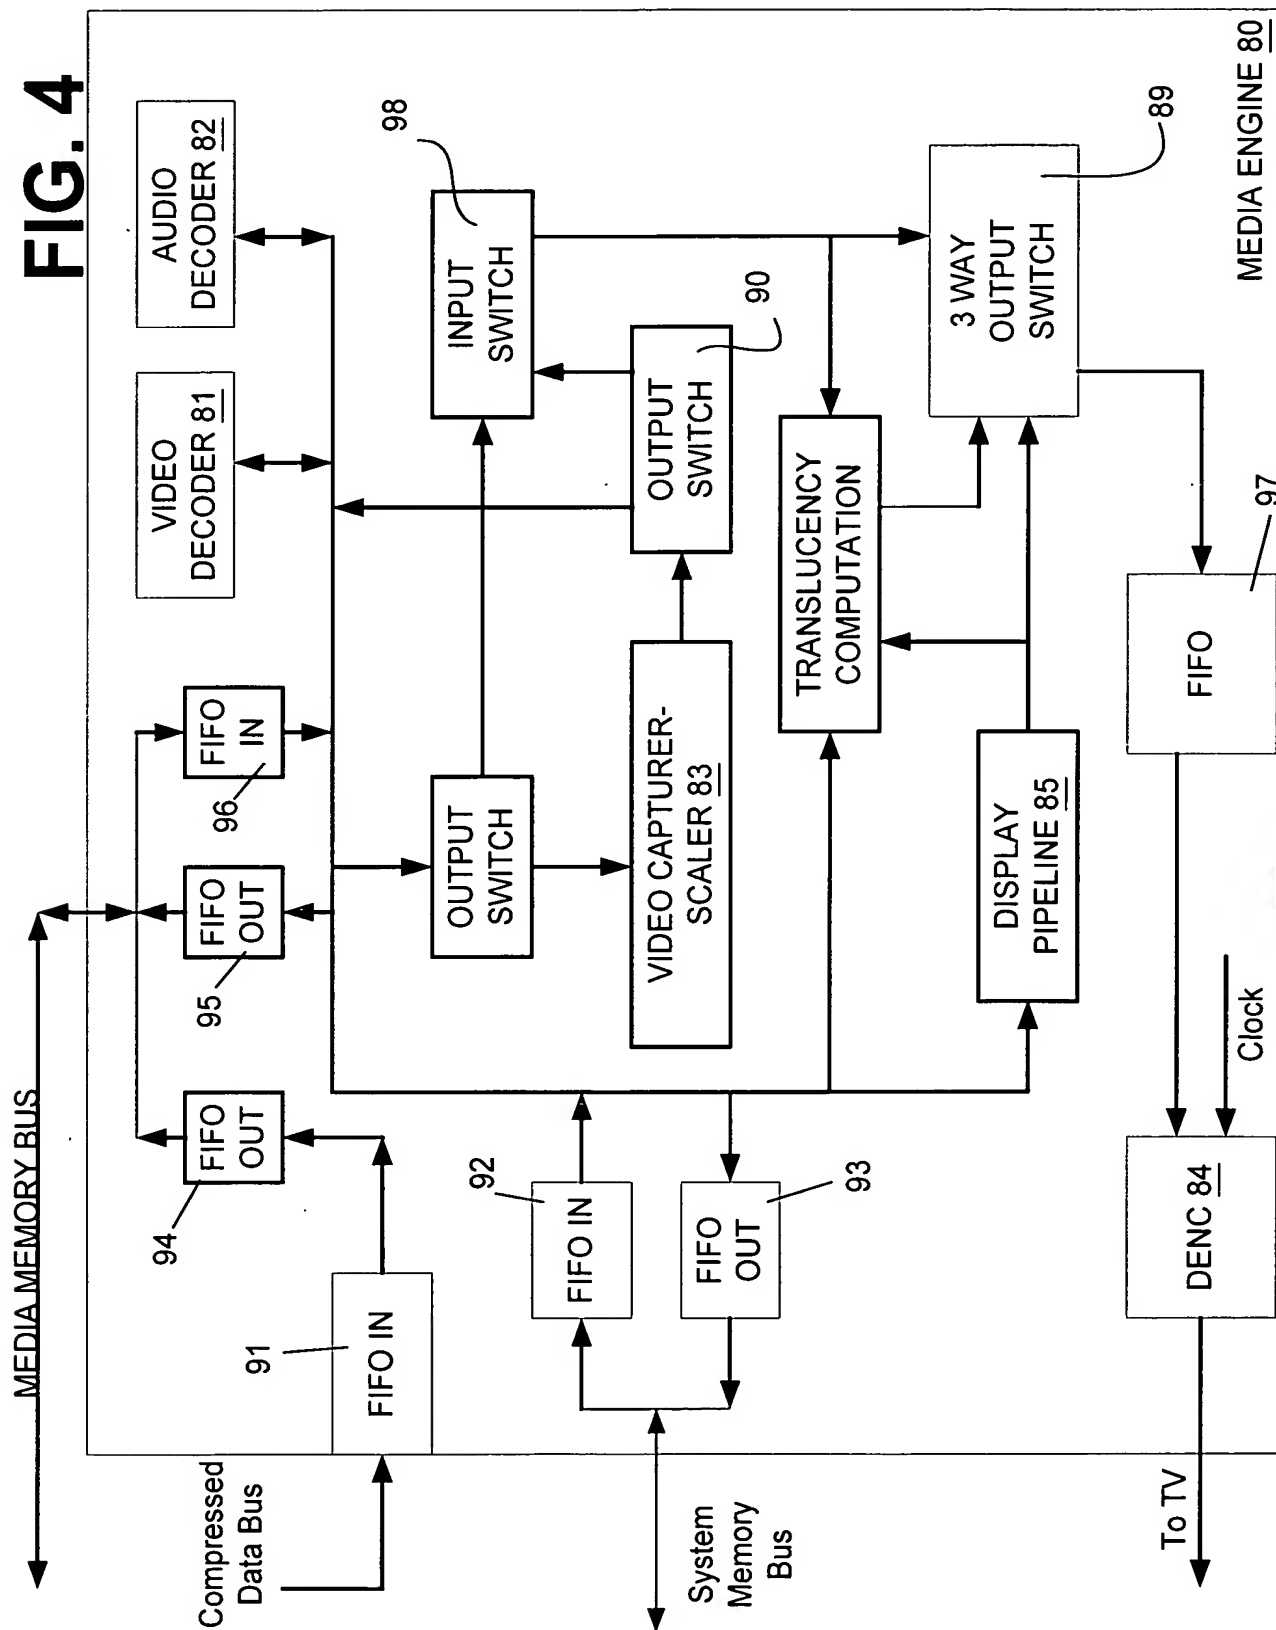 FIG. 4
MEDIA MEMORY BUS
94
FIFO
OUT
95
FIFO
OUT
96
FIFO
IN
VIDEO
DECODER 81
AUDIO
DECODER 82
Compressed
Data Bus
91
FIFO IN
OUTPUT
SWITCH
INPUT
SWITCH
98
92
FIFO IN
VIDEO CAPTURER-
SCALER 83
OUTPUT
SWITCH
90
System
Memory
Bus
FIFO
OUT
93
TRANSLUCENCY
COMPUTATION
DISPLAY
PIPELINE 85
3 WAY
OUTPUT
SWITCH
89
To TV
DENC 84
Clock
FIFO
97
MEDIA ENGINE 80